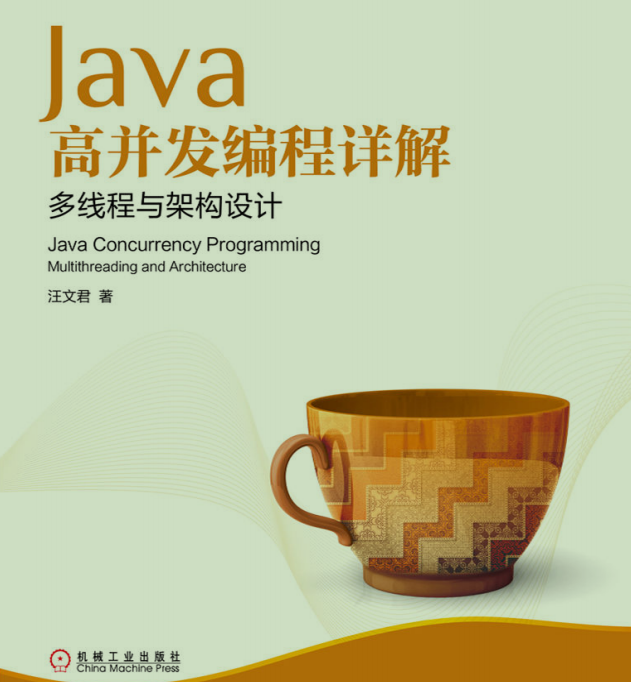 Java
高并发编程详解
多线程与架构设计
Java Concurrency Programming
Multithreading and Architecture
汪文君 著
机械工业出版社
China Machine Press